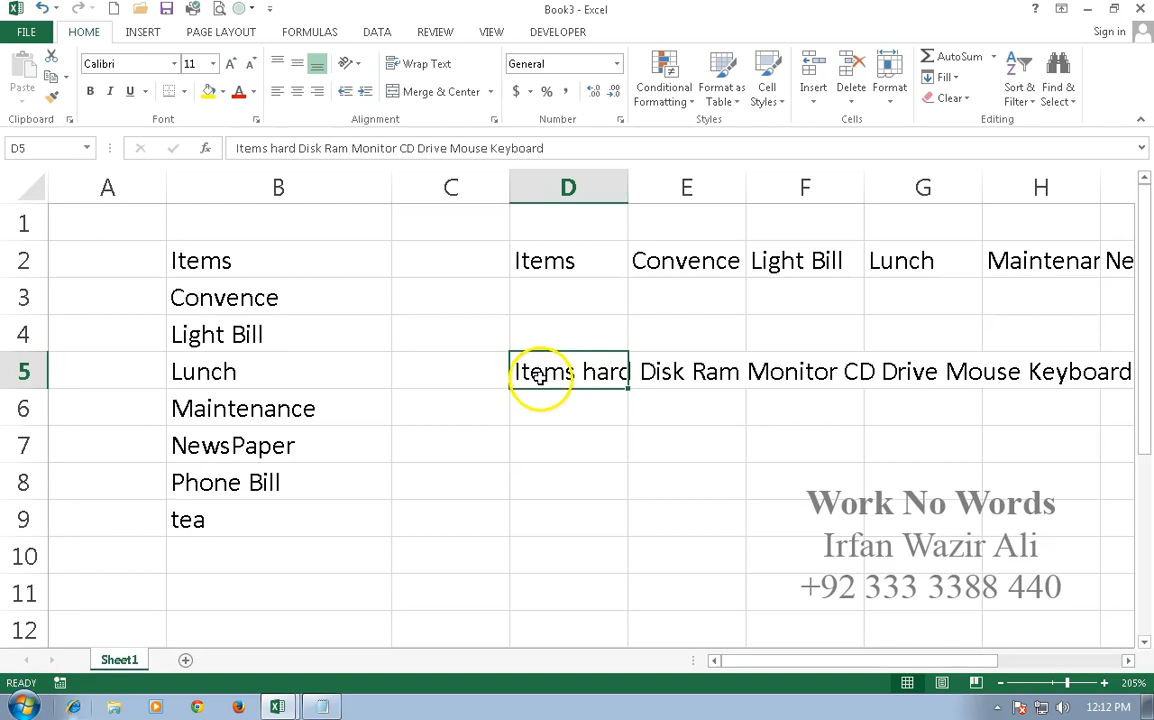 Book3 - Excel
FILE HOME INSERT PAGE LAYOUT FORMULAS DATA REVIEW VIEW DEVELOPER Sign in
Paste Calibri 11 Wrap Text General Conditional Formatting Format as Table Cell Styles Insert Delete Format AutoSum Sort & Filter Find & Select
B I U Merge & Center $ % Fill
Clear
Clipboard Font Alignment Number Styles Cells Editing
D5 fx Items hard Disk Ram Monitor CD Drive Mouse Keyboard
A B C D E F G H
1
2 Items Items Convence Light Bill Lunch Maintenar Ne
3 Convence
4 Light Bill
5 Lunch Items hard Disk Ram Monitor CD Drive Mouse Keyboard
6 Maintenance
7 NewsPaper
8 Phone Bill
9 tea
10
11
12
Work No Words
Irfan Wazir Ali
+92 333 3388 440
Sheet1
READY 205%
12:12 PM